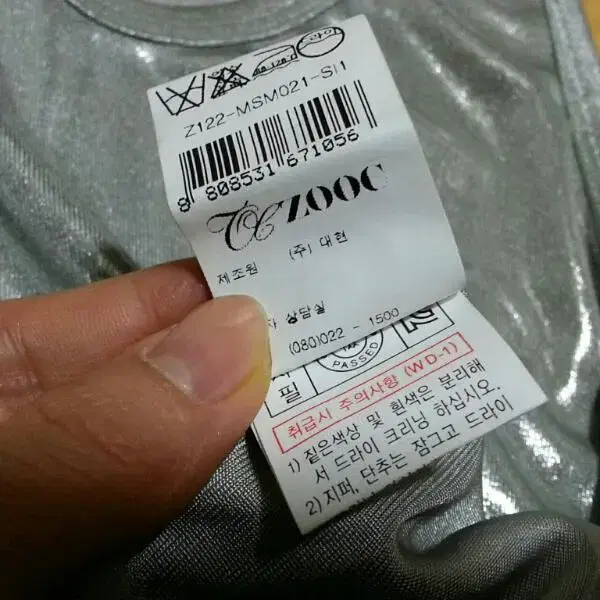 Z122-MSM021-SI1
8 808531 671056
ZOOC
제조원 (주) 대현
상담실
(080)022 - 1500
PASSED
필
취급시 주의사항 (WD-1)
1) 짙은색상 및 흰색은 분리해
서 드라이 크리닝 하십시오.
2) 지퍼, 단추는 잠그고 드라이